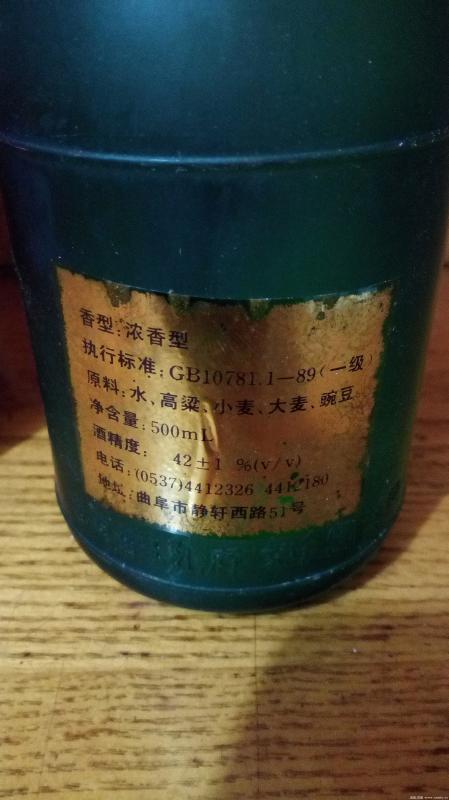 香型:浓香型
执行标准:GB10781.1—89(一级)
原料:水、高粱、小麦、大麦、豌豆
净含量:500mL
酒精度: 42±1 %(v/v)
电话:(0537)4412326
地址:曲阜市静轩西路51号